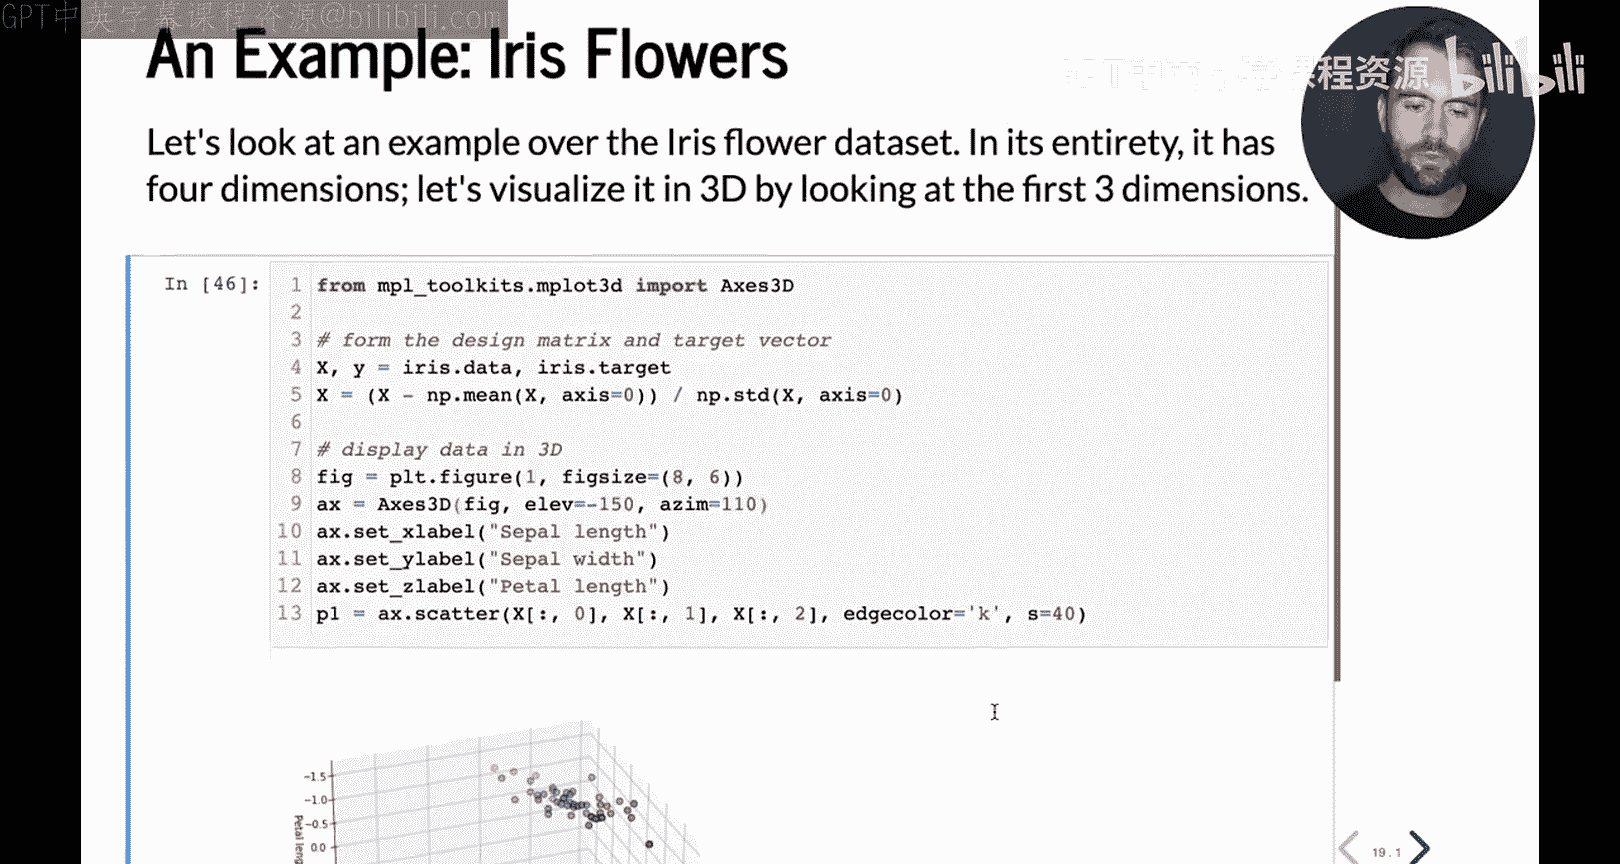 GPT中英字幕课程资源@bilibili.com
An Example: Iris Flowers
程资源 bilibili
Let's look at an example over the Iris flower dataset. In its entirety, it has
four dimensions; let's visualize it in 3D by looking at the first 3 dimensions.
In [46]:
1 from mpl_toolkits.mplot3d import Axes3D
2
3 # form the design matrix and target vector
4 X, y = iris.data, iris.target
5 X = (X - np.mean(X, axis=0)) / np.std(X, axis=0)
6
7 # display data in 3D
8 fig = plt.figure(1, figsize=(8, 6))
9 ax = Axes3D(fig, elev=-150, azim=110)
10 ax.set_xlabel("Sepal length")
11 ax.set_ylabel("Sepal width")
12 ax.set_zlabel("Petal length")
13 p1 = ax.scatter(X[:, 0], X[:, 1], X[:, 2], edgecolor='k', s=40)
-1.5
-1.0
-0.5
0.0
Petal leng
19.1